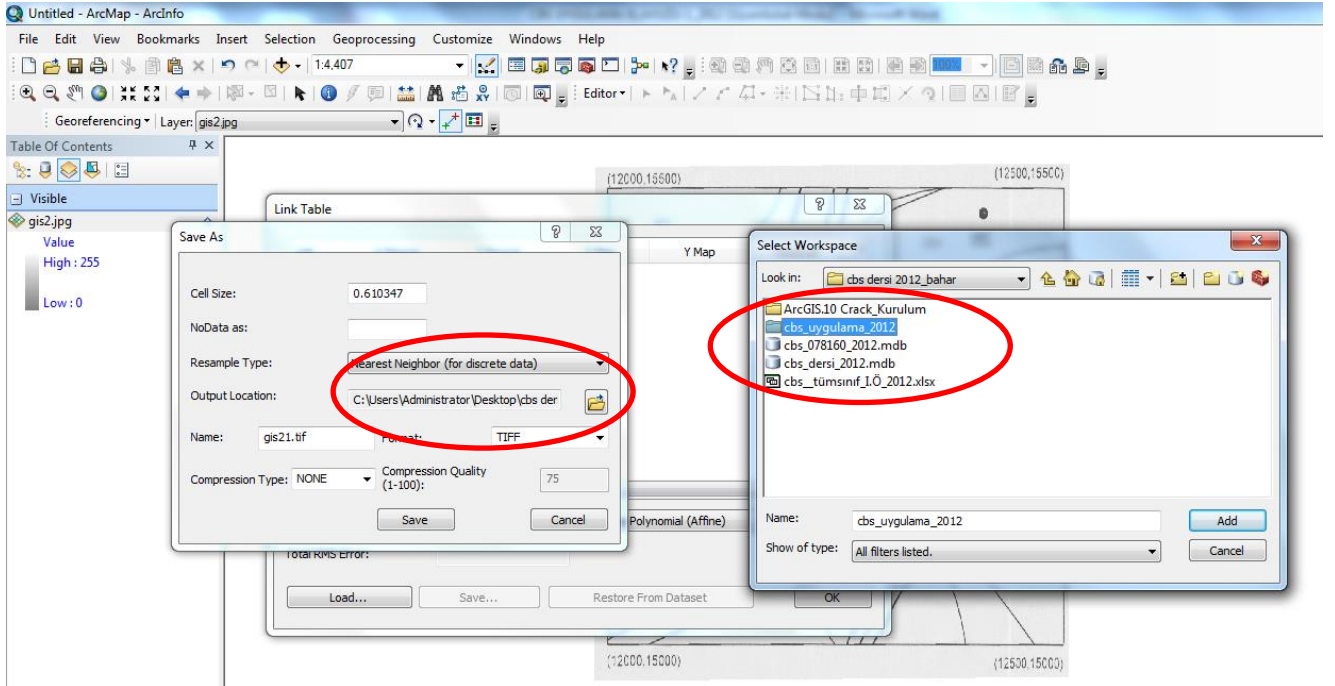 Untitled - ArcMap - ArcInfo
File Edit View Bookmarks Insert Selection Geoprocessing Customize Windows Help
1:4,407
100%
Editor
Georeferencing Layer: gis2.jpg
Table Of Contents
Visible
gis2.jpg
Value
High : 255
Low : 0
(12000,15500)
(12500,15500)
Link Table
Y Map
Save As
Cell Size: 0.610347
NoData as:
Resample Type: Nearest Neighbor (for discrete data)
Output Location: C:\Users\Administrator\Desktop\cbs der
Name: gis21.tif Format: TIFF
Compression Type: NONE Compression Quality
(1-100): 75
Save Cancel
Polynomial (Affine)
Total RMS Error:
Load... Save... Restore From Dataset OK
Select Workspace
Look in: cbs dersi 2012_bahar
ArcGIS.10 Crack_Kurulum
cbs_uygulama_2012
cbs_078160_2012.mdb
cbs_dersi_2012.mdb
cbs__tümsınıf_I.Ö_2012.xlsx
Name: cbs_uygulama_2012 Add
Show of type: All filters listed. Cancel
(12000,15000)
(12500,15000)